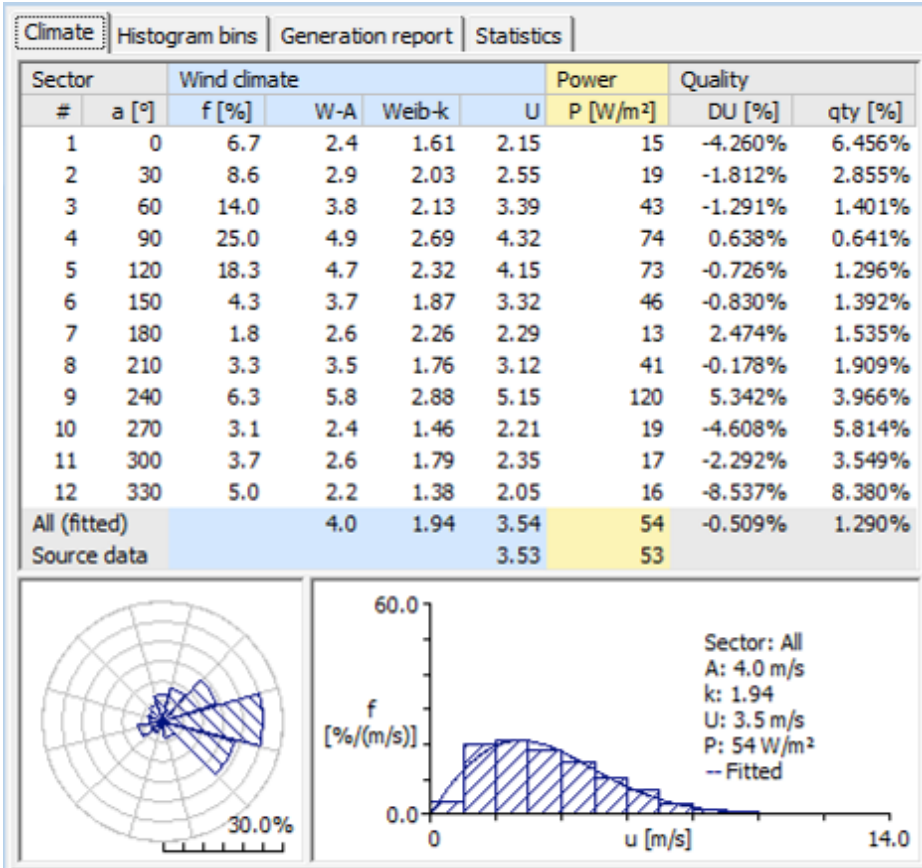 Climate Histogram bins Generation report Statistics
Sector Wind climate Power Quality
# a [°] f [%] W-A Weib-k U P [W/m²] DU [%] qty [%]
1 0 6.7 2.4 1.61 2.15 15 -4.260% 6.456%
2 30 8.6 2.9 2.03 2.55 19 -1.812% 2.855%
3 60 14.0 3.8 2.13 3.39 43 -1.291% 1.401%
4 90 25.0 4.9 2.69 4.32 74 0.638% 0.641%
5 120 18.3 4.7 2.32 4.15 73 -0.726% 1.296%
6 150 4.3 3.7 1.87 3.32 46 -0.830% 1.392%
7 180 1.8 2.6 2.26 2.29 13 2.474% 1.535%
8 210 3.3 3.5 1.76 3.12 41 -0.178% 1.909%
9 240 6.3 5.8 2.88 5.15 120 5.342% 3.966%
10 270 3.1 2.4 1.46 2.21 19 -4.608% 5.814%
11 300 3.7 2.6 1.79 2.35 17 -2.292% 3.549%
12 330 5.0 2.2 1.38 2.05 16 -8.537% 8.380%
All (fitted) 4.0 1.94 3.54 54 -0.509% 1.290%
Source data 3.53 53
30.0%
60.0
f
[%/(m/s)]
0.0
0 u [m/s] 14.0
Sector: All
A: 4.0 m/s
k: 1.94
U: 3.5 m/s
P: 54 W/m²
-- Fitted